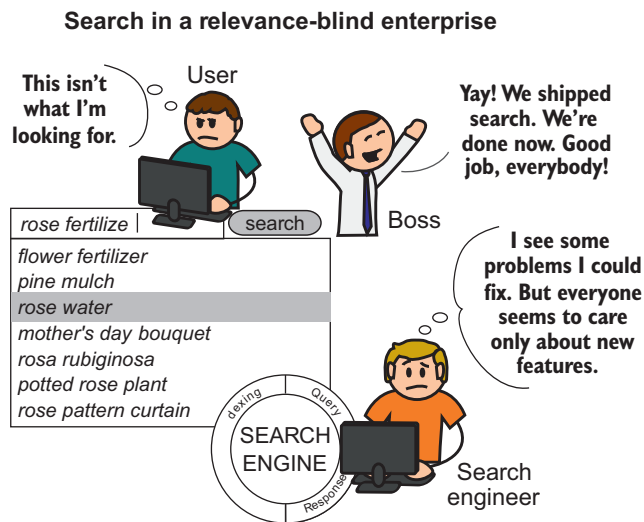 Search in a relevance-blind enterprise
User
This isn't
what I'm
looking for.
Yay! We shipped
search. We're
done now. Good
job, everybody!
Boss
rose fertilize
search
flower fertilizer
pine mulch
rose water
mother's day bouquet
rosa rubiginosa
potted rose plant
rose pattern curtain
I see some
problems I could
fix. But everyone
seems to care
only about new
features.
dexing
Query
SEARCH
ENGINE
Response
Search
engineer